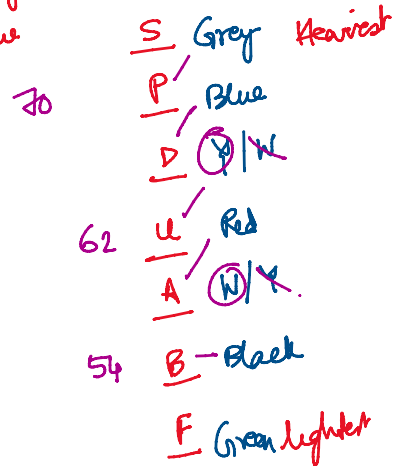 S Grey Heaviest
70 P Blue
D Y/W
62 U Red
A W/Y
54 B - Black
F Green lightest